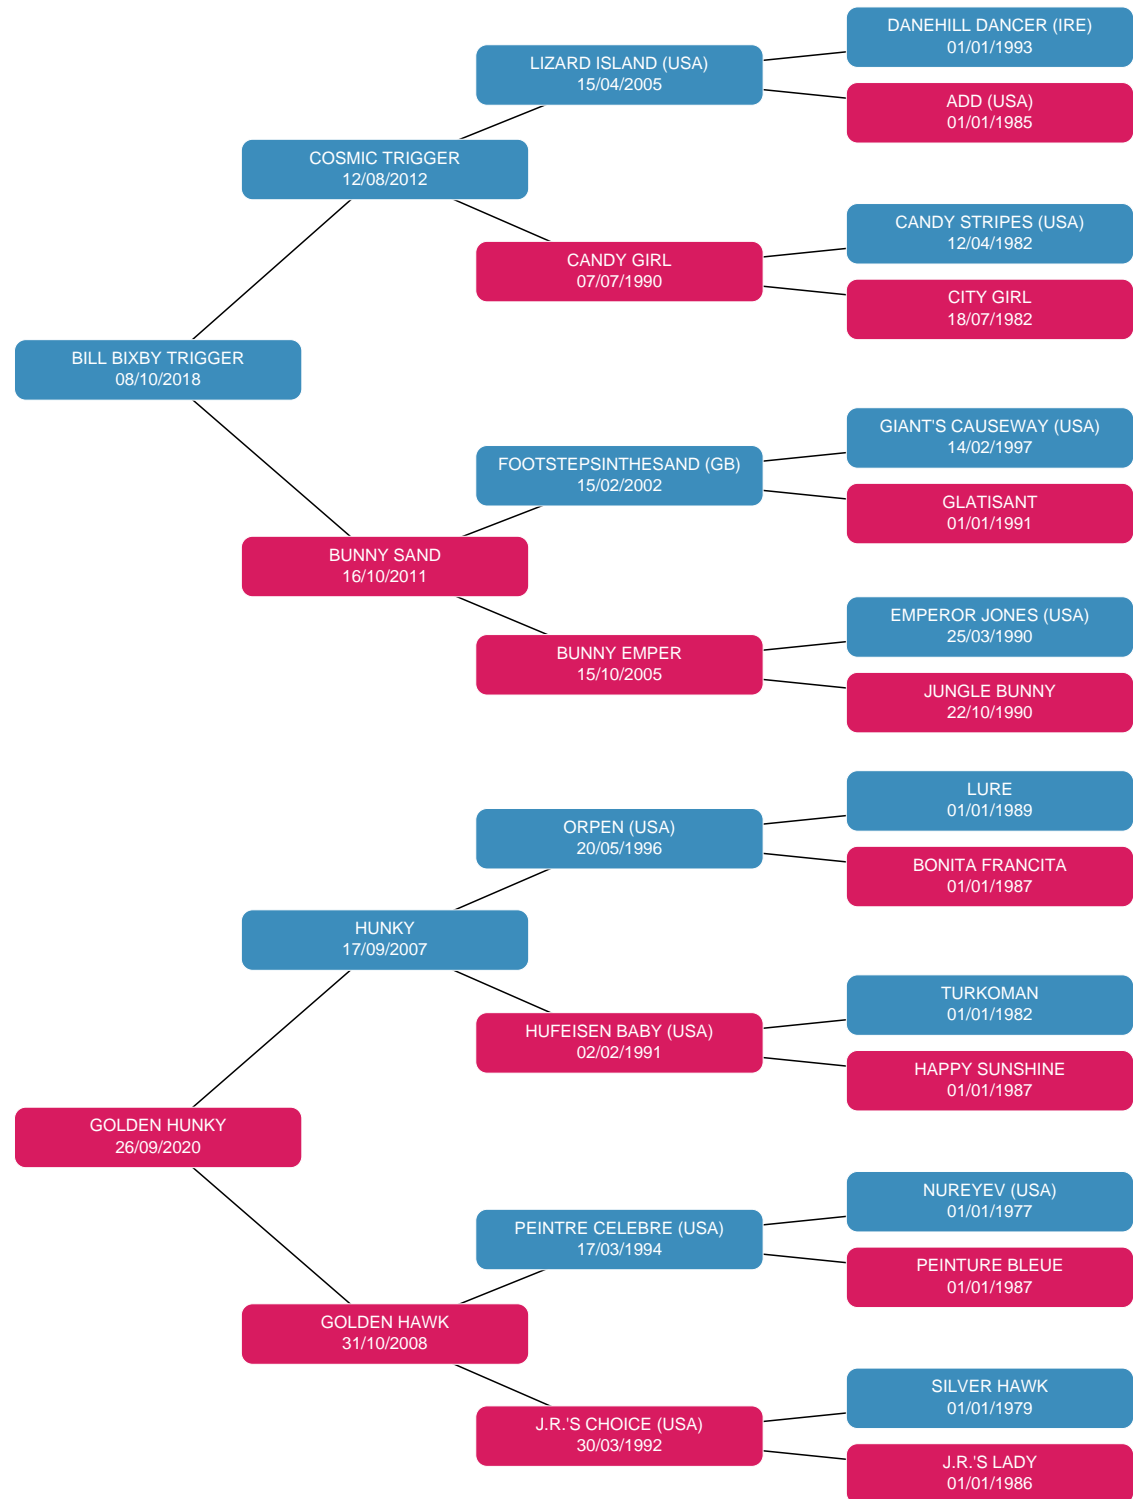 DANEHILL DANCER (IRE)
01/01/1993
LIZARD ISLAND (USA)
15/04/2005
ADD (USA)
01/01/1985
COSMIC TRIGGER
12/08/2012
CANDY STRIPES (USA)
12/04/1982
CANDY GIRL
07/07/1990
CITY GIRL
18/07/1982
BILL BIXBY TRIGGER
08/10/2018
GIANT'S CAUSEWAY (USA)
14/02/1997
FOOTSTEPSINTHESAND (GB)
15/02/2002
GLATISANT
01/01/1991
BUNNY SAND
16/10/2011
EMPEROR JONES (USA)
25/03/1990
BUNNY EMPER
15/10/2005
JUNGLE BUNNY
22/10/1990
LURE
01/01/1989
ORPEN (USA)
20/05/1996
BONITA FRANCITA
01/01/1987
HUNKY
17/09/2007
TURKOMAN
01/01/1982
HUFEISEN BABY (USA)
02/02/1991
HAPPY SUNSHINE
01/01/1987
GOLDEN HUNKY
26/09/2020
NUREYEV (USA)
01/01/1977
PEINTRE CELEBRE (USA)
17/03/1994
PEINTURE BLEUE
01/01/1987
GOLDEN HAWK
31/10/2008
SILVER HAWK
01/01/1979
J.R.'S CHOICE (USA)
30/03/1992
J.R.'S LADY
01/01/1986